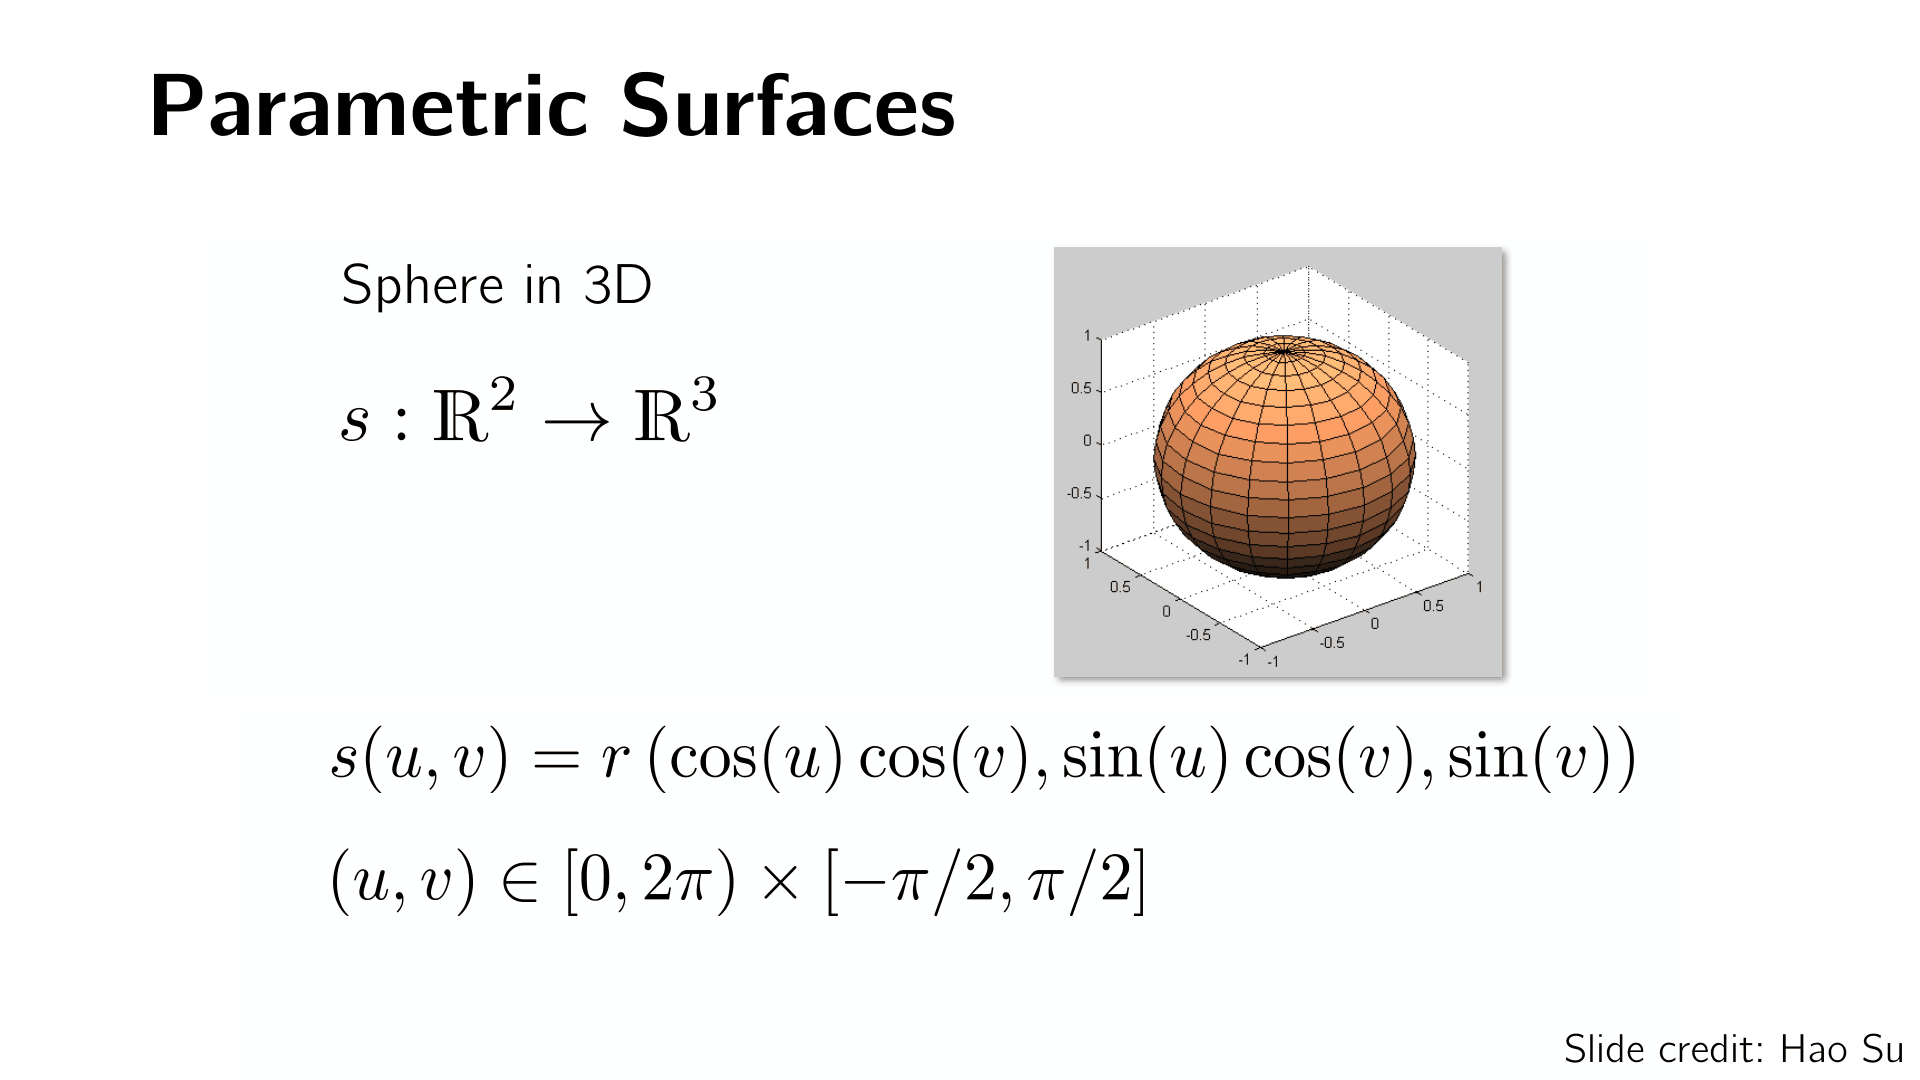 Parametric Surfaces
Sphere in 3D
s : ℝ² → ℝ³
1
0.5
0
-0.5
-1
1
0.5
0
-0.5
-1
-1
-0.5
0
0.5
1
s(u, v) = r (cos(u) cos(v), sin(u) cos(v), sin(v))
(u, v) ∈ [0, 2π) × [−π/2, π/2]
Slide credit: Hao Su